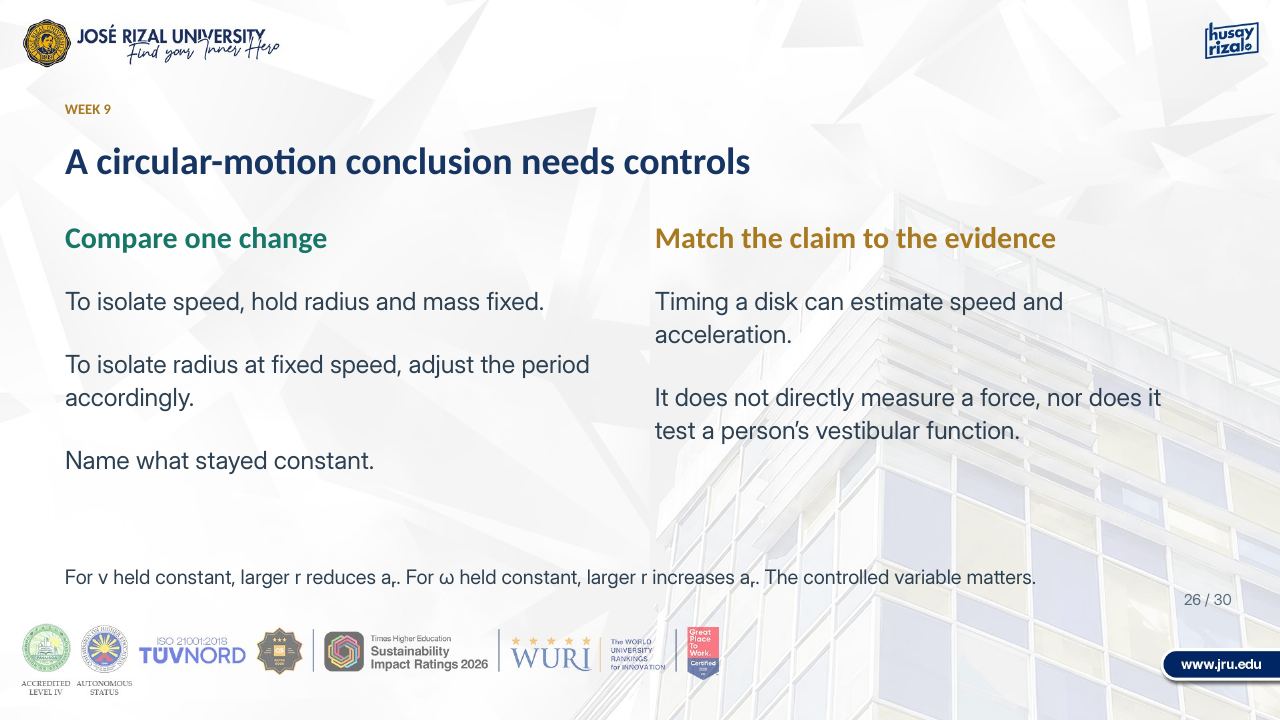 JOSÉ RIZAL UNIVERSITY
Find your Inner Hero
husay
rizal
WEEK 9
A circular-motion conclusion needs controls
Compare one change
To isolate speed, hold radius and mass fixed.
To isolate radius at fixed speed, adjust the period
accordingly.
Name what stayed constant.
Match the claim to the evidence
Timing a disk can estimate speed and
acceleration.
It does not directly measure a force, nor does it
test a person’s vestibular function.
For v held constant, larger r reduces aᵣ. For ω held constant, larger r increases aᵣ. The controlled variable matters.
26 / 30
ACCREDITED
LEVEL IV
AUTONOMOUS
STATUS
ISO 21001:2018
TÜVNORD
Times Higher Education
Sustainability
Impact Ratings 2026
WURI
The WORLD
UNIVERSITY
RANKINGS
for INNOVATION
Great
Place
To
Work.
Certified
www.jru.edu